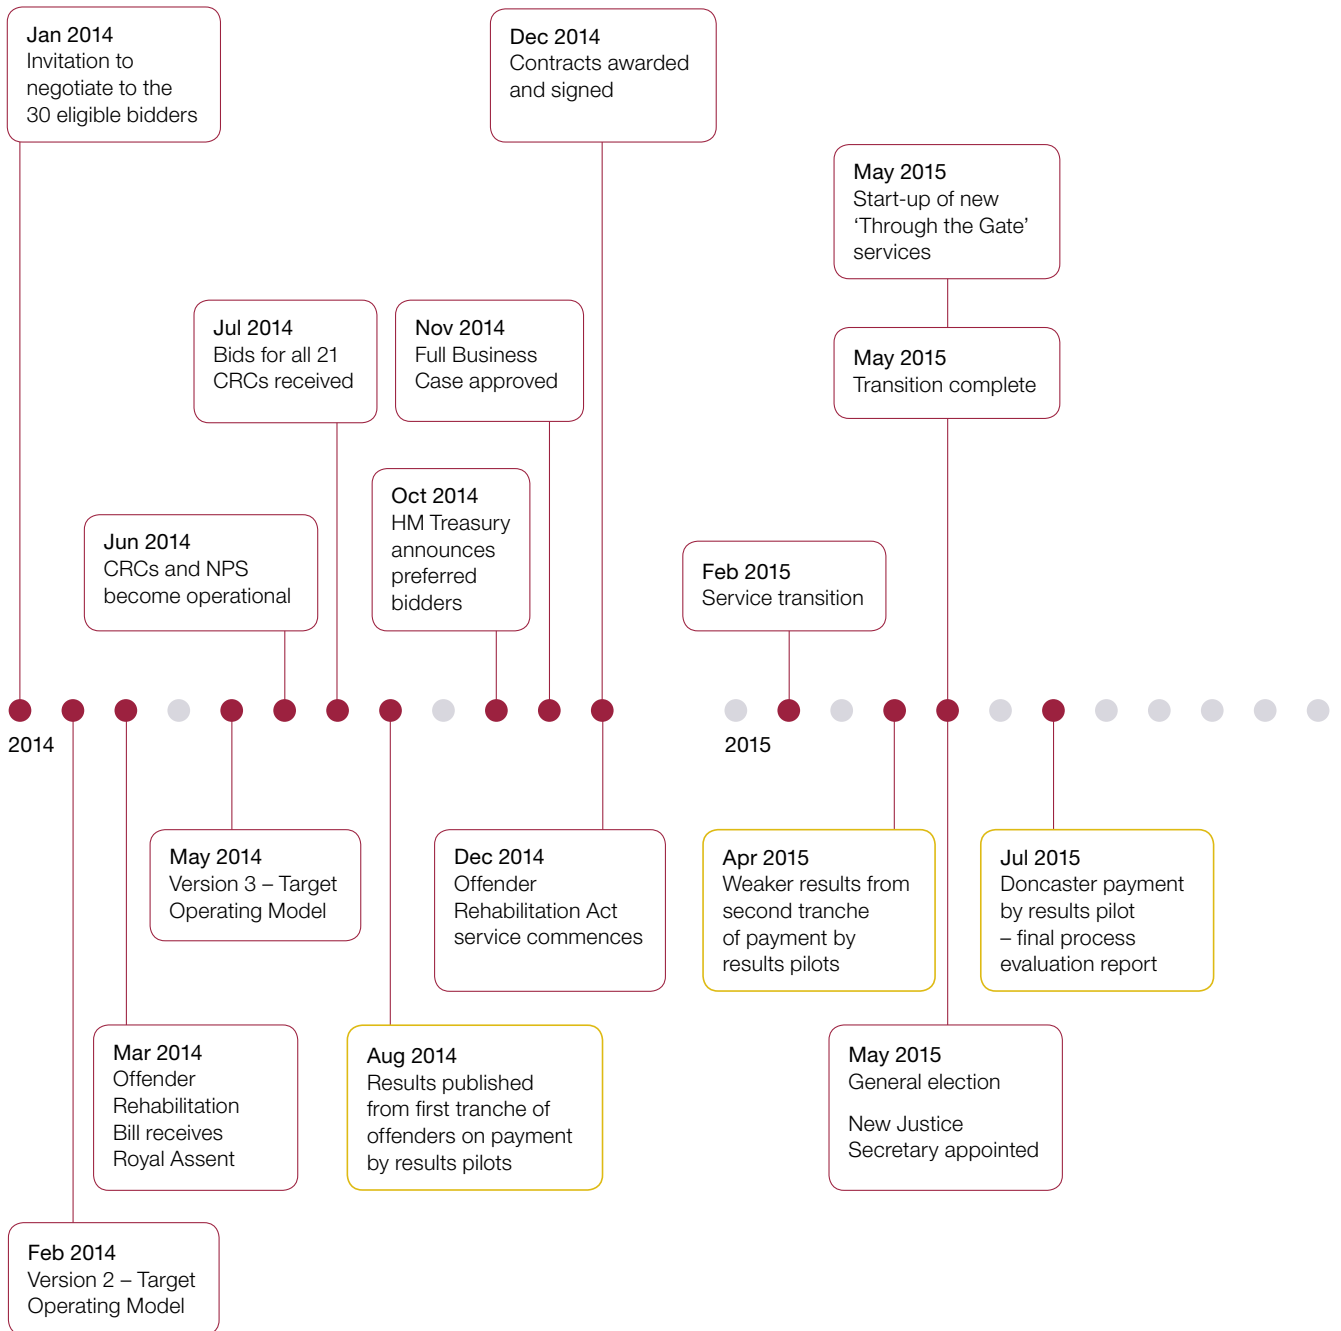 Jan 2014
Invitation to
negotiate to the
30 eligible bidders
Dec 2014
Contracts awarded
and signed
May 2015
Start-up of new
‘Through the Gate’
services
Jul 2014
Bids for all 21
CRCs received
Nov 2014
Full Business
Case approved
May 2015
Transition complete
Oct 2014
HM Treasury
announces
preferred
bidders
Jun 2014
CRCs and NPS
become operational
Feb 2015
Service transition
2014
2015
May 2014
Version 3 – Target
Operating Model
Dec 2014
Offender
Rehabilitation Act
service commences
Apr 2015
Weaker results from
second tranche
of payment by
results pilots
Jul 2015
Doncaster payment
by results pilot
– final process
evaluation report
Mar 2014
Offender
Rehabilitation
Bill receives
Royal Assent
Aug 2014
Results published
from first tranche of
offenders on payment
by results pilots
May 2015
General election
New Justice
Secretary appointed
Feb 2014
Version 2 – Target
Operating Model